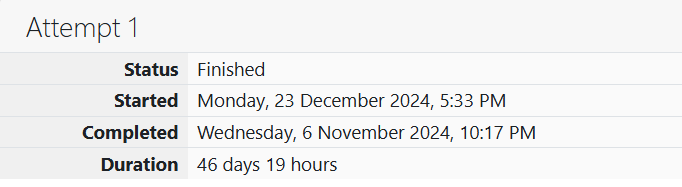 Attempt 1
Status Finished
Started Monday, 23 December 2024, 5:33 PM
Completed Wednesday, 6 November 2024, 10:17 PM
Duration 46 days 19 hours